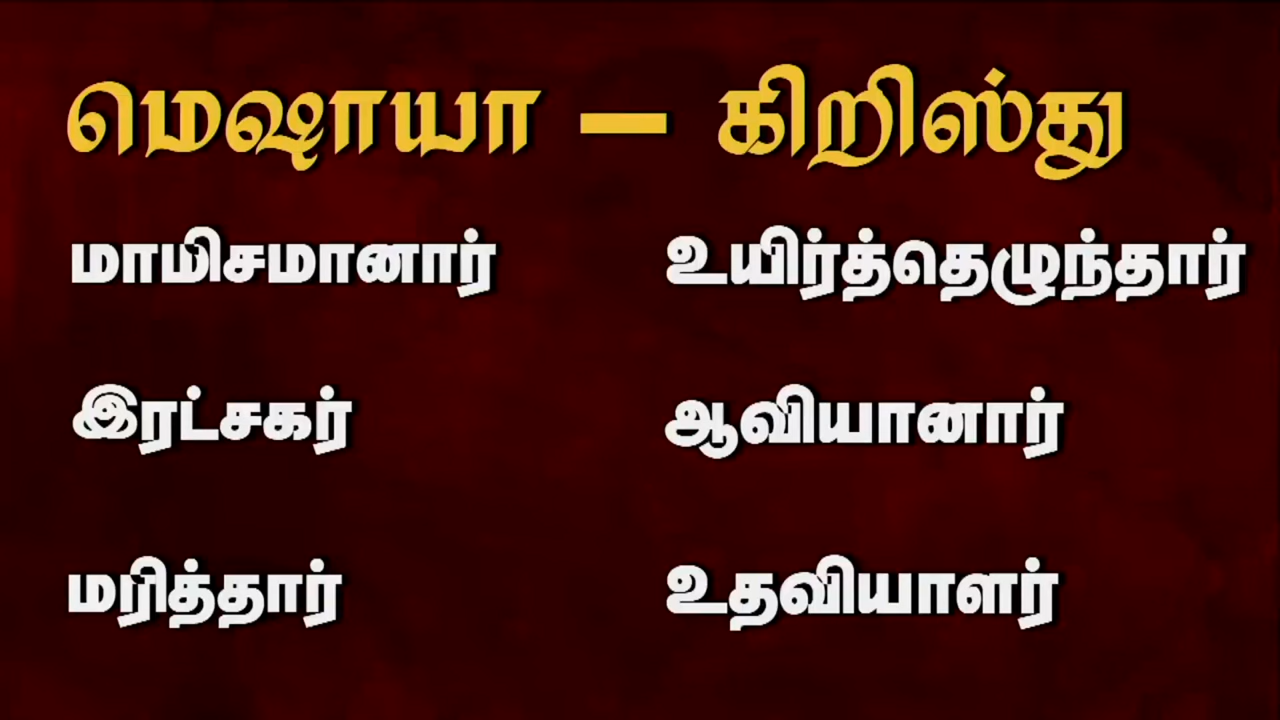 மெஷாயா – கிறிஸ்து
மாமிசமானார் உயிர்த்தெழுந்தார்
இரட்சகர் ஆவியானார்
மரித்தார் உதவியாளர்